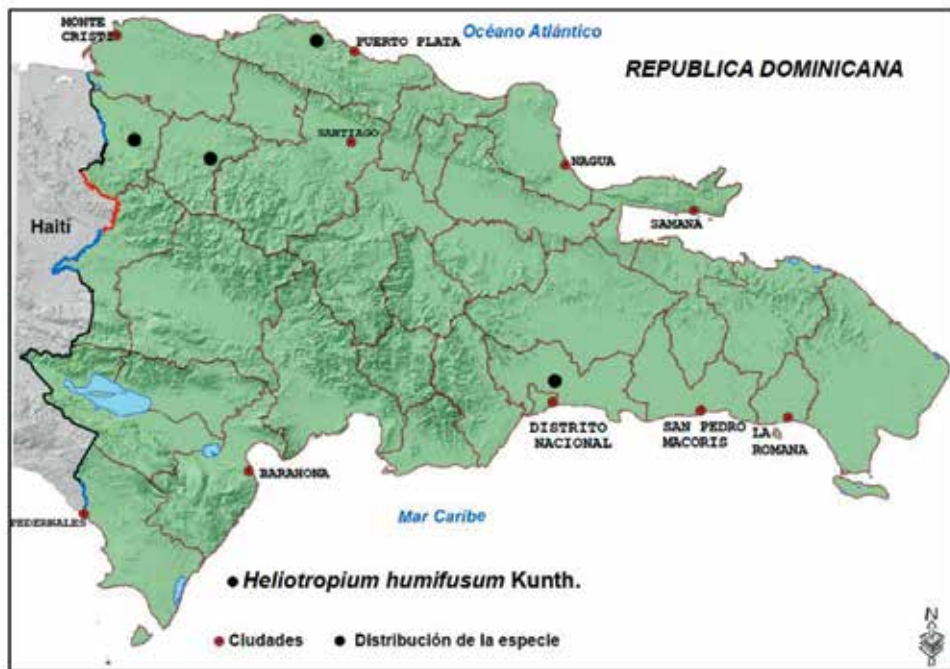 MONTE
CRISTI
PUERTO PLATA
Océano Atlántico
REPUBLICA DOMINICANA
SANTIAGO
NAGUA
SAMANA
Haití
DISTRITO
NACIONAL
SAN PEDRO
MACORIS
LA
ROMANA
BARAHONA
PEDERNALES
Mar Caribe
Heliotropium humifusum Kunth.
Ciudades
Distribución de la especie
N